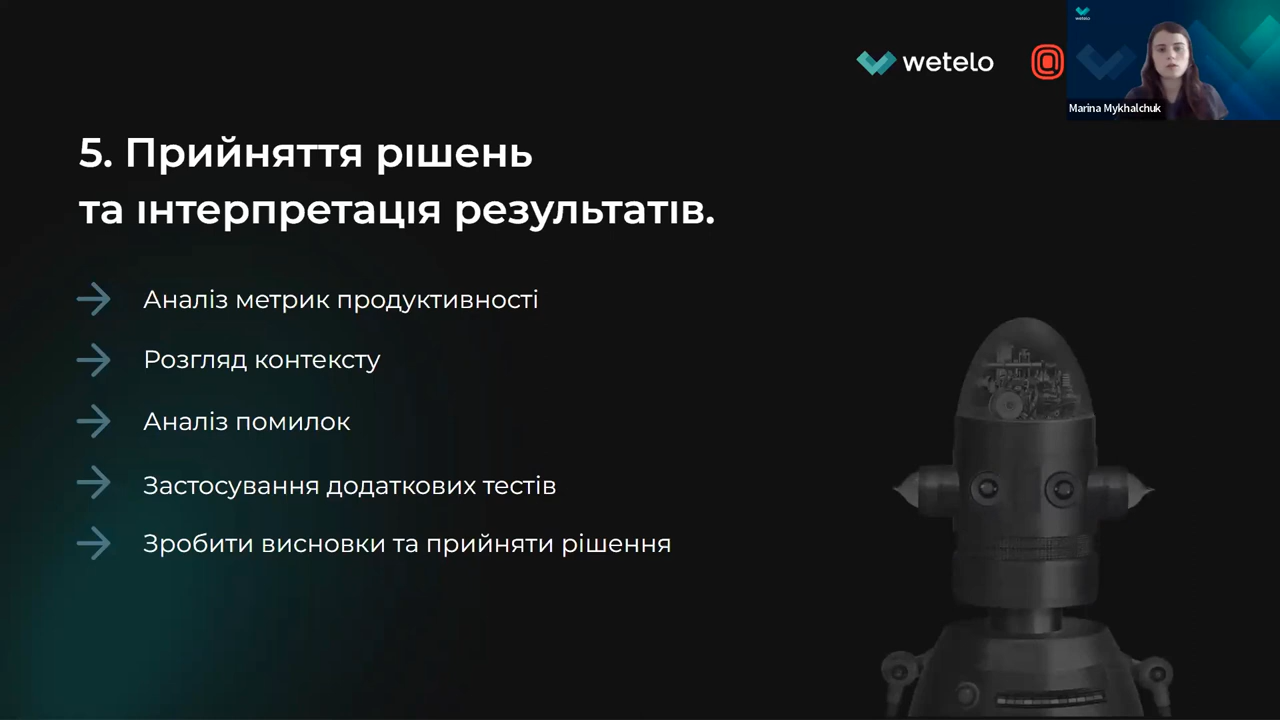 wetelo
wetelo
Marina Mykhalchuk
5. Прийняття рішень
та інтерпретація результатів.
Аналіз метрик продуктивності
Розгляд контексту
Аналіз помилок
Застосування додаткових тестів
Зробити висновки та прийняти рішення